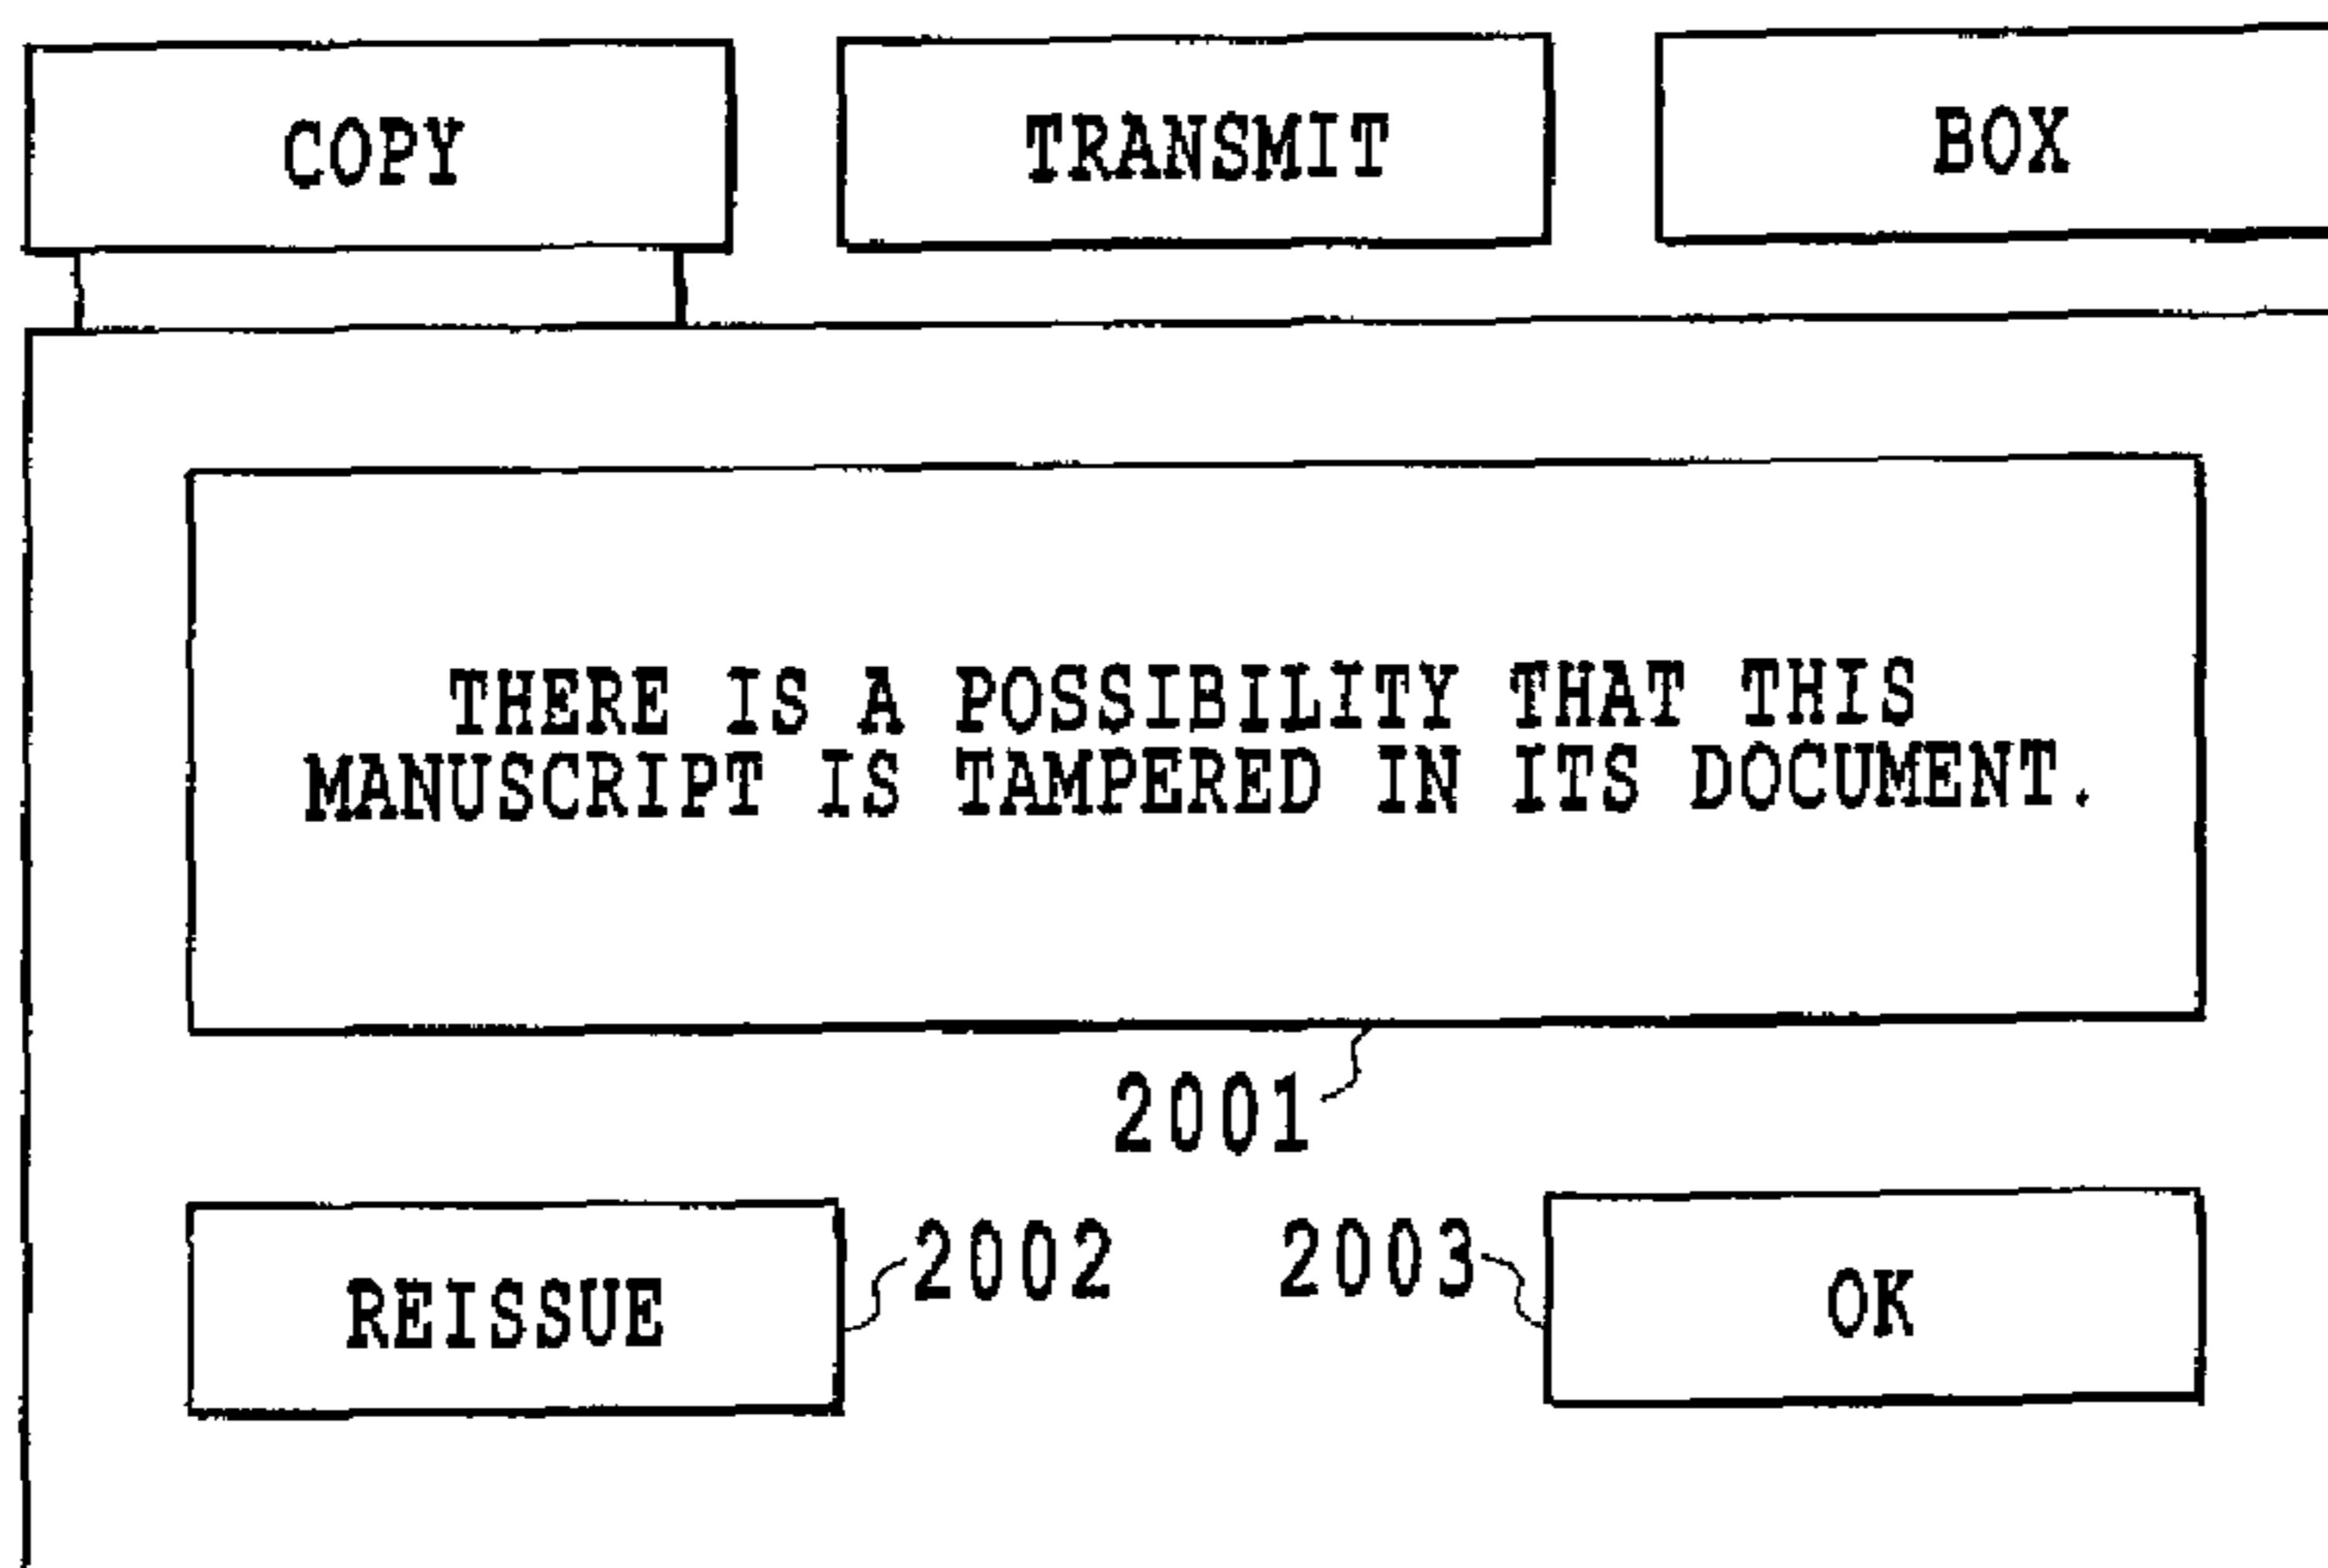 COPY TRANSMIT BOX
THERE IS A POSSIBILITY THAT THIS
MANUSCRIPT IS TAMPERED IN ITS DOCUMENT.
2001
2002 2003
REISSUE OK